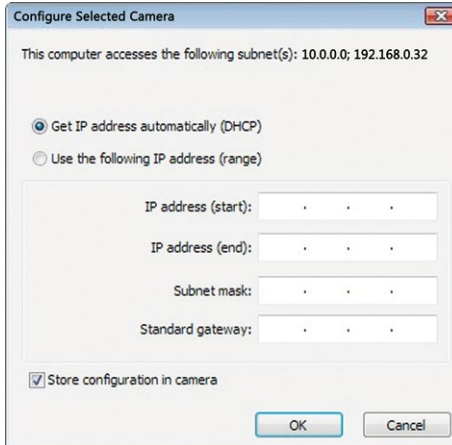 Configure Selected Camera
This computer accesses the following subnet(s): 10.0.0.0; 192.168.0.32
Get IP address automatically (DHCP)
Use the following IP address (range)
IP address (start):
IP address (end):
Subnet mask:
Standard gateway:
Store configuration in camera
OK Cancel